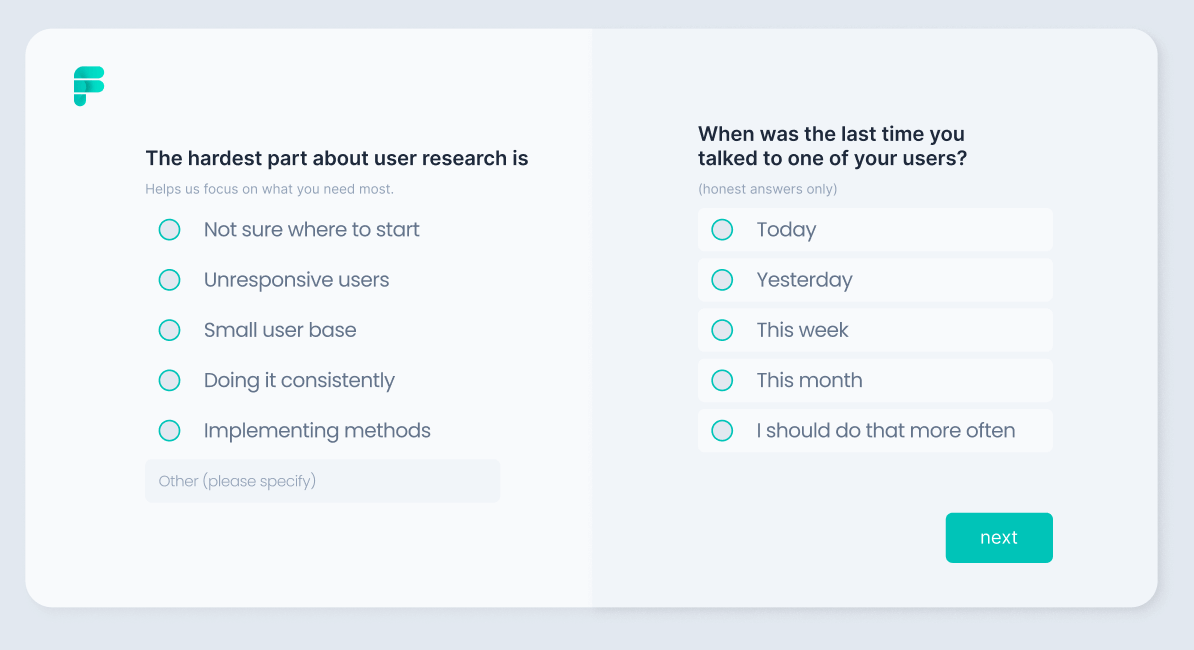 The hardest part about user research is
Helps us focus on what you need most.
Not sure where to start
Unresponsive users
Small user base
Doing it consistently
Implementing methods
Other (please specify)
When was the last time you
talked to one of your users?
(honest answers only)
Today
Yesterday
This week
This month
I should do that more often
next